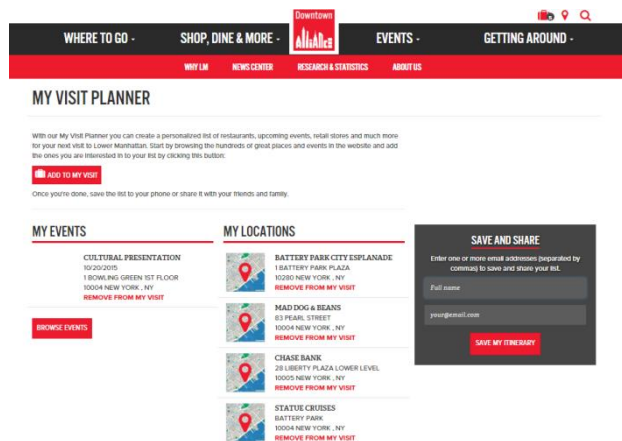 Downtown
Alliance
WHERE TO GO -
SHOP, DINE & MORE -
EVENTS -
GETTING AROUND -
WHY LM
NEWS CENTER
RESEARCH & STATISTICS
ABOUT US
MY VISIT PLANNER
With our My Visit Planner you can create a personalized list of restaurants, upcoming events, retail stores and much more
for your next visit to Lower Manhattan. Start by browsing the hundreds of great places and events in the website and add
the ones you are interested in to your list by clicking this button:
ADD TO MY VISIT
Once you're done, save the list to your phone or share it with your friends and family.
MY EVENTS
CULTURAL PRESENTATION
10/20/2015
1 BOWLING GREEN 1ST FLOOR
10004 NEW YORK , NY
REMOVE FROM MY VISIT
BROWSE EVENTS
MY LOCATIONS
BATTERY PARK CITY ESPLANADE
1 BATTERY PARK PLAZA
10280 NEW YORK , NY
REMOVE FROM MY VISIT
MAD DOG & BEANS
83 PEARL STREET
10004 NEW YORK , NY
REMOVE FROM MY VISIT
CHASE BANK
28 LIBERTY PLAZA LOWER LEVEL
10005 NEW YORK , NY
REMOVE FROM MY VISIT
STATUE CRUISES
BATTERY PARK
10004 NEW YORK , NY
REMOVE FROM MY VISIT
SAVE AND SHARE
Enter one or more email addresses (separated by
commas) to save and share your list.
Full name
your@email.com
SAVE MY ITINERARY